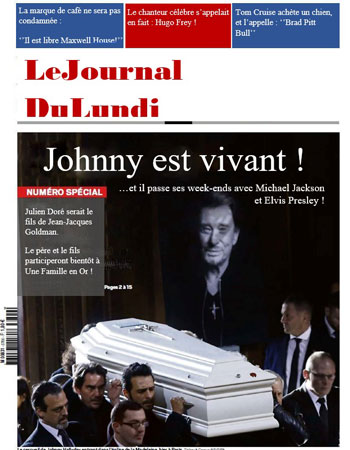 La marque de café ne sera pas
condamnée :
''Il est libre Maxwell House!''
Le chanteur célébre s'appelait
en fait : Hugo Frey !
Tom Cruise achète un chien,
et l'appelle : ''Brad Pitt
Bull''
LeJournal
DuLundi
Johnny est vivant !
…et il passe ses week-ends avec Michael Jackson
et Elvis Presley !
NUMÉRO SPÉCIAL
Julien Doré serait le
fils de Jean-Jacques
Goldman.
Le père et le fils
participeront bientôt à
Une Famille en Or !
Pages 2 à 15